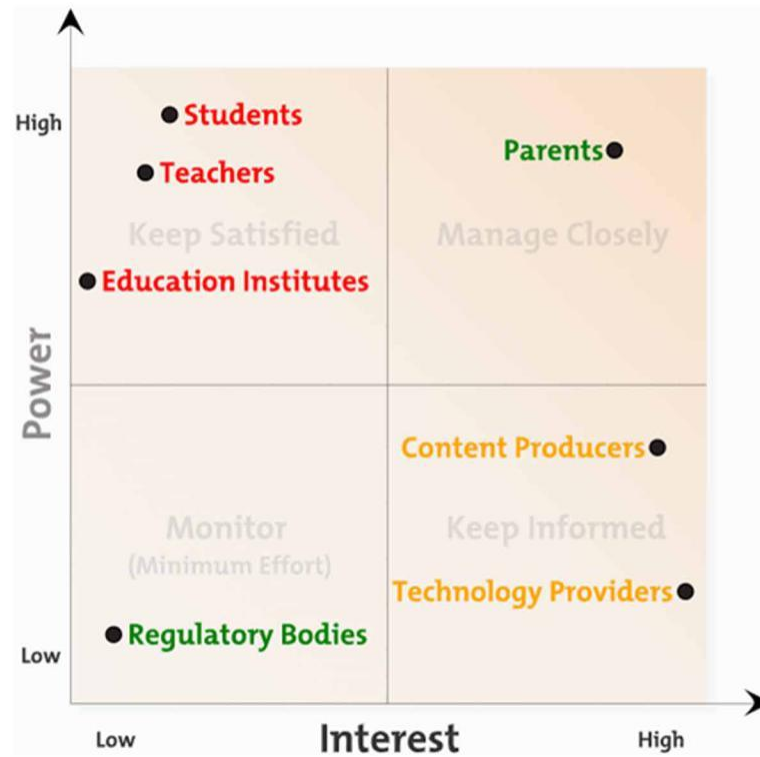 High
Students
Parents
Teachers
Keep Satisfied
Manage Closely
Education Institutes
Power
Content Producers
Monitor
(Minimum Effort)
Keep Informed
Technology Providers
Regulatory Bodies
Low
Low
Interest
High